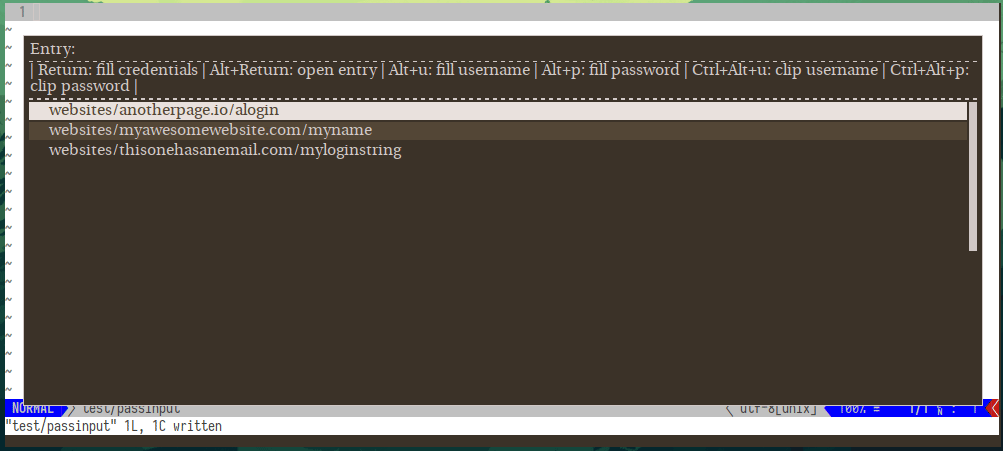 1
Entry:
| Return: fill credentials | Alt+Return: open entry | Alt+u: fill username | Alt+p: fill password | Ctrl+Alt+u: clip username | Ctrl+Alt+p:
clip password |
websites/anotherpage.io/alogin
websites/myawesomewebsite.com/myname
websites/thisonehasanemail.com/myloginstring
NORMAL test/passinput utf-8[unix] 100% 1/1
"test/passinput" 1L, 1C written